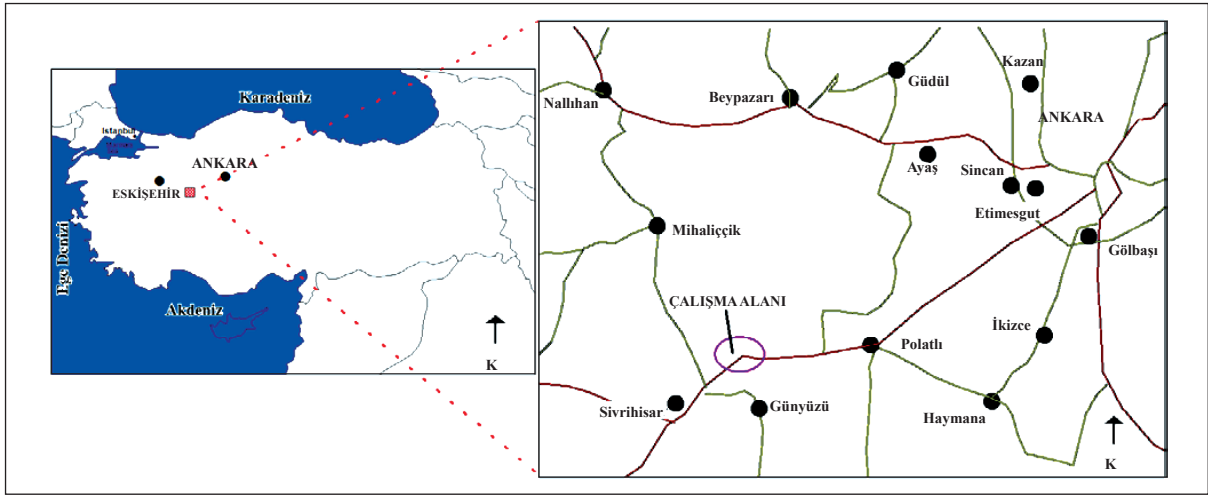 Karadeniz
İstanbul
ANKARA
ESKİŞEHİR
Ege Denizi
Akdeniz
K
Nallıhan
Beypazarı
Güdül
Kazan
ANKARA
Ayaş
Sincan
Etimesgut
Gölbaşı
Mihaliççik
ÇALIŞMA ALANI
Polatlı
İkizce
Sivrihisar
Günyüzü
Haymana
K